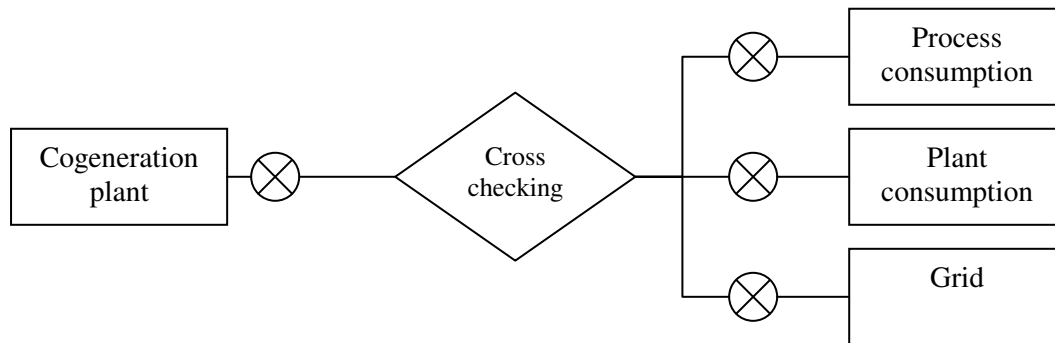 Cogeneration
plant
Cross
checking
Process
consumption
Plant
consumption
Grid